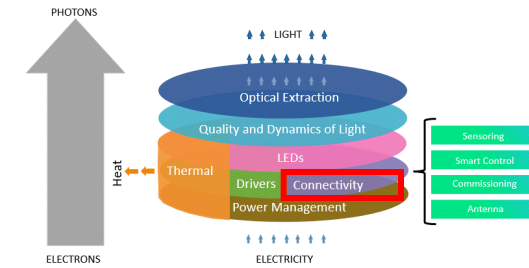 PHOTONS
LIGHT
Optical Extraction
Quality and Dynamics of Light
LEDs
Thermal
Heat
Drivers
Connectivity
Power Management
Sensoring
Smart Control
Commissioning
Antenna
ELECTRONS
ELECTRICITY